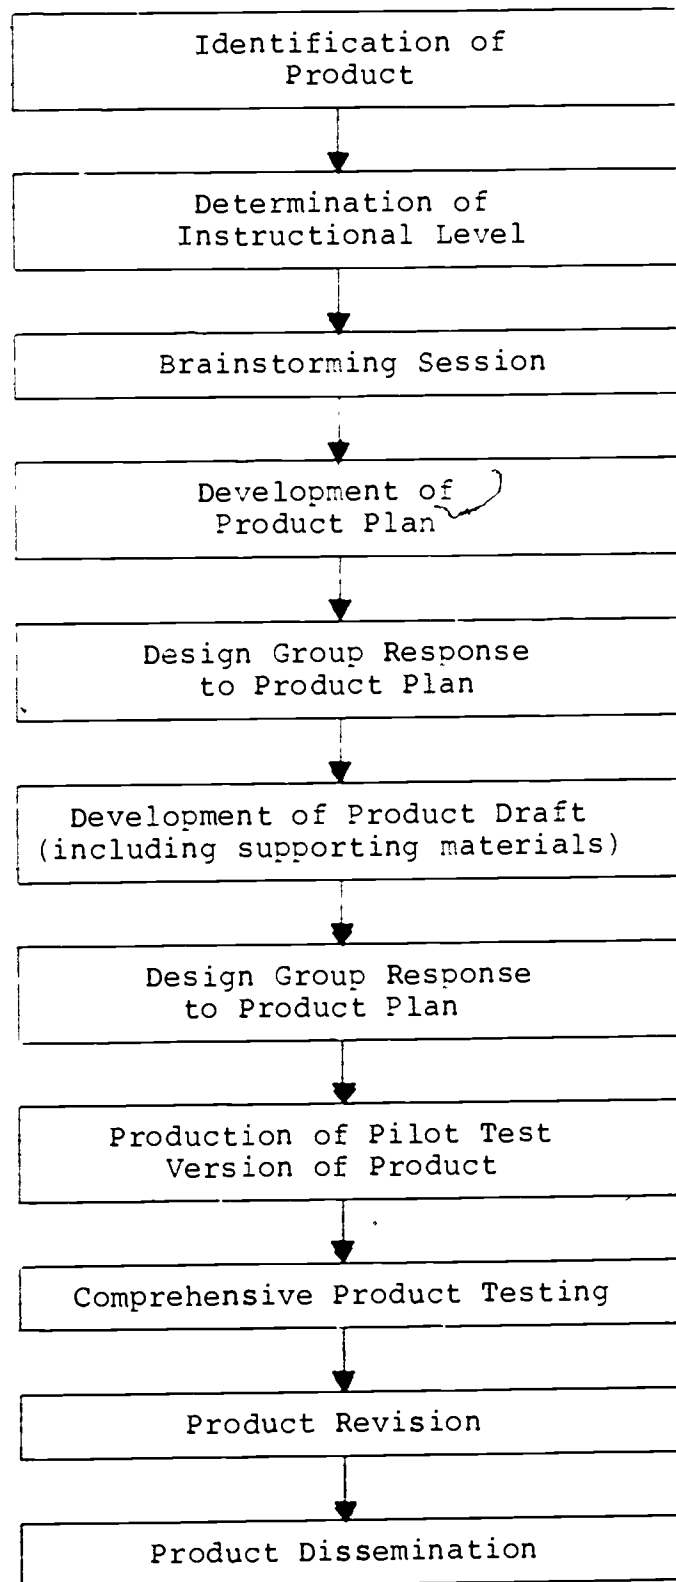 Identification of
Product
Determination of
Instructional Level
Brainstorming Session
Development of
Product Plan
Design Group Response
to Product Plan
Development of Product Draft
(including supporting materials)
Design Group Response
to Product Plan
Production of Pilot Test
Version of Product
Comprehensive Product Testing
Product Revision
Product Dissemination